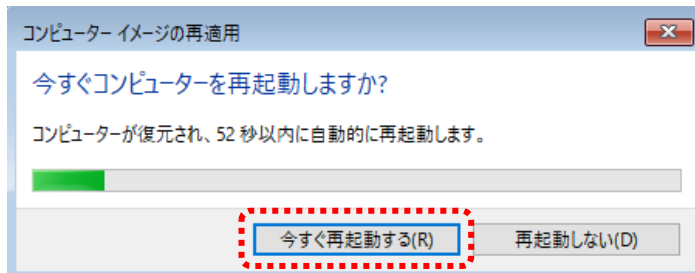 コンピューター イメージの再適用
今すぐコンピューターを再起動しますか?
コンピューターが復元され、52 秒以内に自動的に再起動します。
今すぐ再起動する(R)
再起動しない(D)